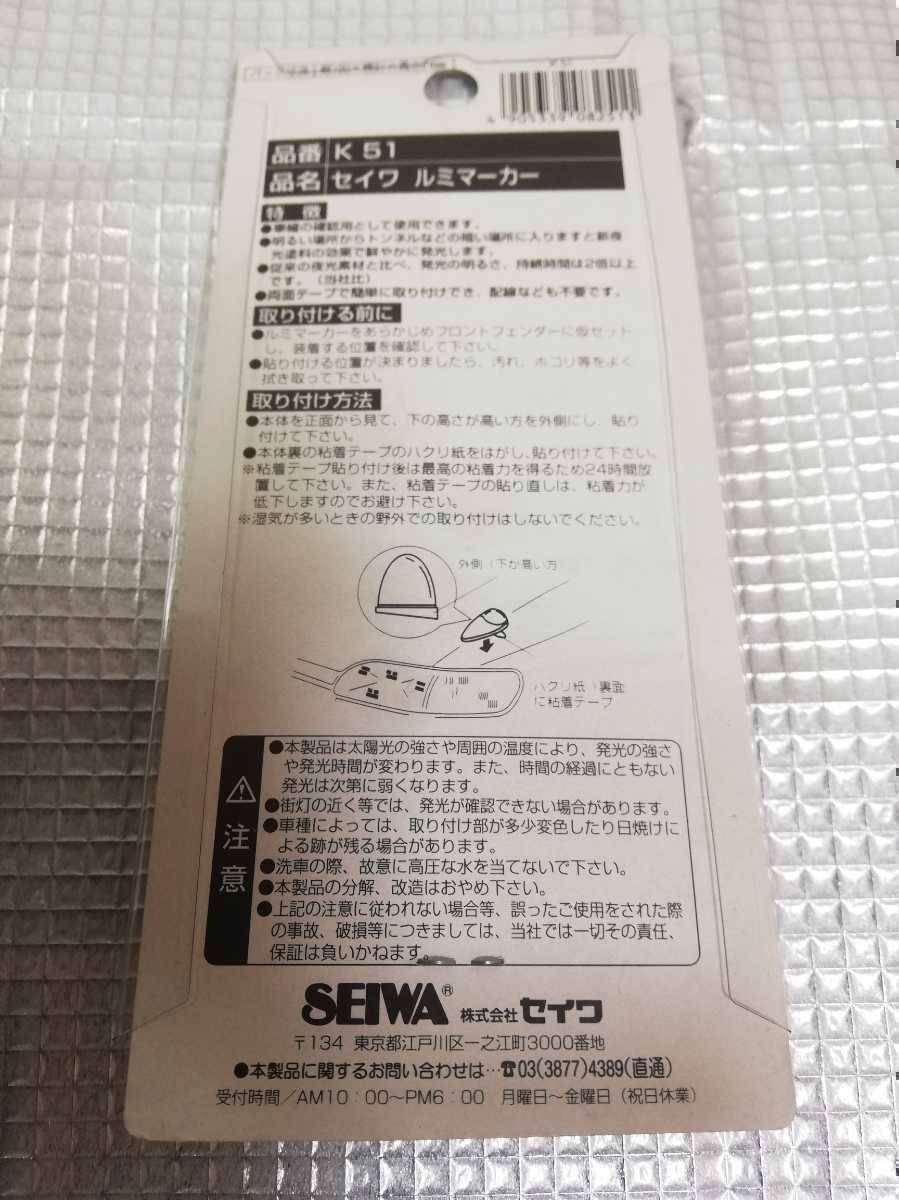 品番 K 51
品名 セイワ ルミマーカー
特 徴
●車幅の確認用として使用できます。
●明るい場所からトンネルなどの暗い場所に入りますと新夜
光塗料の効果で鮮やかに発光します。
●従来の夜光素材と比べ、発光の明るさ、持続時間は2倍以上
です。(当社比)
●両面テープで簡単に取り付けでき、配線なども不要です。
取り付ける前に
●ルミマーカーをあらかじめフロントフェンダーに仮セット
し、装着する位置を確認して下さい。
●貼り付ける位置が決まりましたら、汚れ、ホコリ等をよく
拭き取って下さい。
取り付け方法
●本体を正面から見て、下の高さが高い方を外側にし、貼り
付けて下さい。
●本体裏の粘着テープのハクリ紙をはがし、貼り付けて下さい。
※粘着テープ貼り付け後は最高の粘着力を得るため24時間放
置して下さい。また、粘着テープの貼り直しは、粘着力が
低下しますのでお避け下さい。
※湿気が多いときの野外での取り付けはしないでください。
外側(下が高い方)
ハクリ紙(裏面
に粘着テープ
⚠注意
●本製品は太陽光の強さや周囲の温度により、発光の強さ
や発光時間が変わります。また、時間の経過にともない
発光は次第に弱くなります。
●街灯の近く等では、発光が確認できない場合があります。
●車種によっては、取り付け部が多少変色したり日焼けに
よる跡が残る場合があります。
●洗車の際、故意に高圧な水を当てないで下さい。
●本製品の分解、改造はおやめ下さい。
●上記の注意に従われない場合等、誤ったご使用をされた際
の事故、破損等につきましては、当社では一切その責任、
保証は負いかねます。
SEIWA® 株式会社 セイワ
〒134 東京都江戸川区一之江町3000番地
●本製品に関するお問い合わせは…☎03(3877)4389(直通)
受付時間/AM10:00〜PM6:00 月曜日〜金曜日(祝日休業)